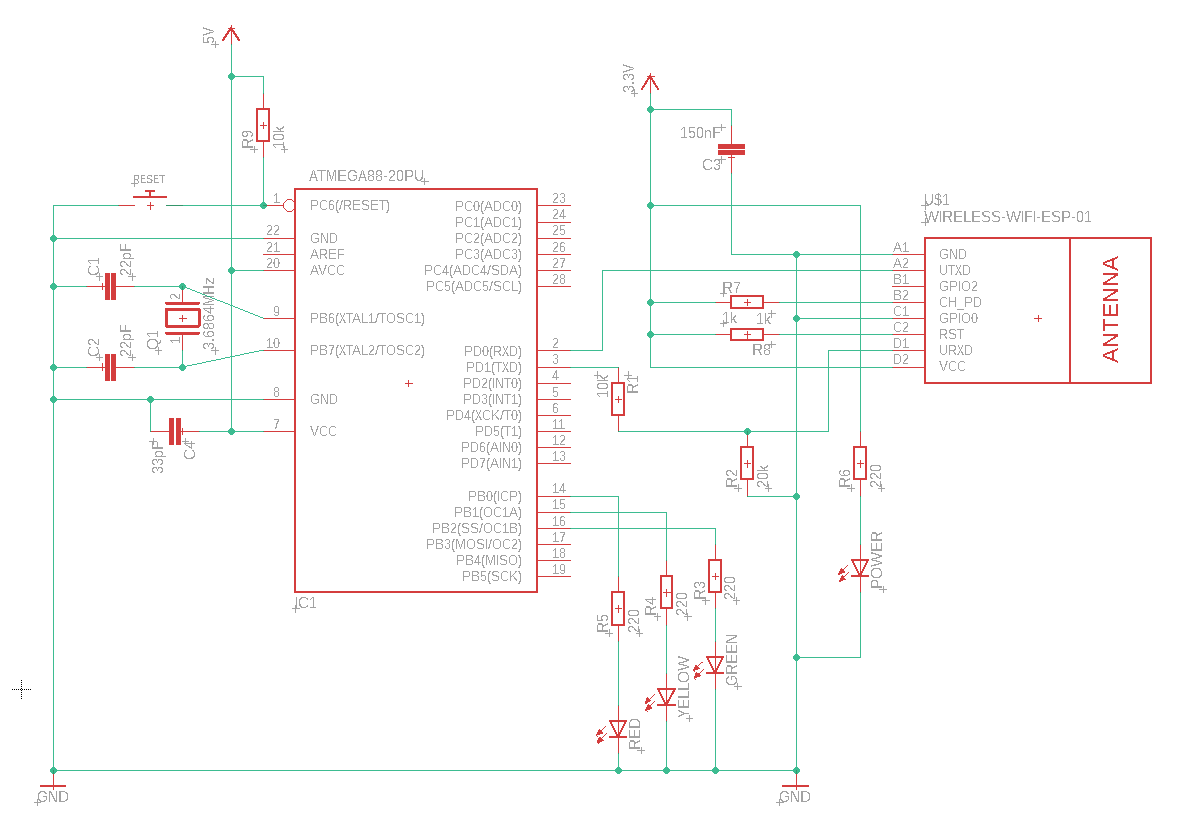 5V
R9
10k
RESET
ATMEGA88-20PU
1
PC6(/RESET)
22
GND
21
AREF
20
AVCC
9
PB6(XTAL1/TOSC1)
10
PB7(XTAL2/TOSC2)
8
GND
7
VCC
PC0(ADC0)
23
PC1(ADC1)
24
PC2(ADC2)
25
PC3(ADC3)
26
PC4(ADC4/SDA)
27
PC5(ADC5/SCL)
28
PD0(RXD)
2
PD1(TXD)
3
PD2(INT0)
4
PD3(INT1)
5
PD4(XCK/T0)
6
PD5(T1)
11
PD6(AIN0)
12
PD7(AIN1)
13
PB0(ICP)
14
PB1(OC1A)
15
PB2(SS/OC1B)
16
PB3(MOSI/OC2)
17
PB4(MISO)
18
PB5(SCK)
19
IC1
C1
22pF
C2
22pF
Q1
2
1
3.6864MHz
33pF
C4
3.3V
150nF
C3
R7
1k
1k
R8
10k
R1
R2
20k
R6
220
POWER
R5
220
R4
220
R3
220
RED
YELLOW
GREEN
U$1
WIRELESS-WIFI-ESP-01
A1
GND
A2
UTXD
B1
GPIO2
B2
CH_PD
C1
GPIO0
C2
RST
D1
URXD
D2
VCC
ANTENNA
GND
GND